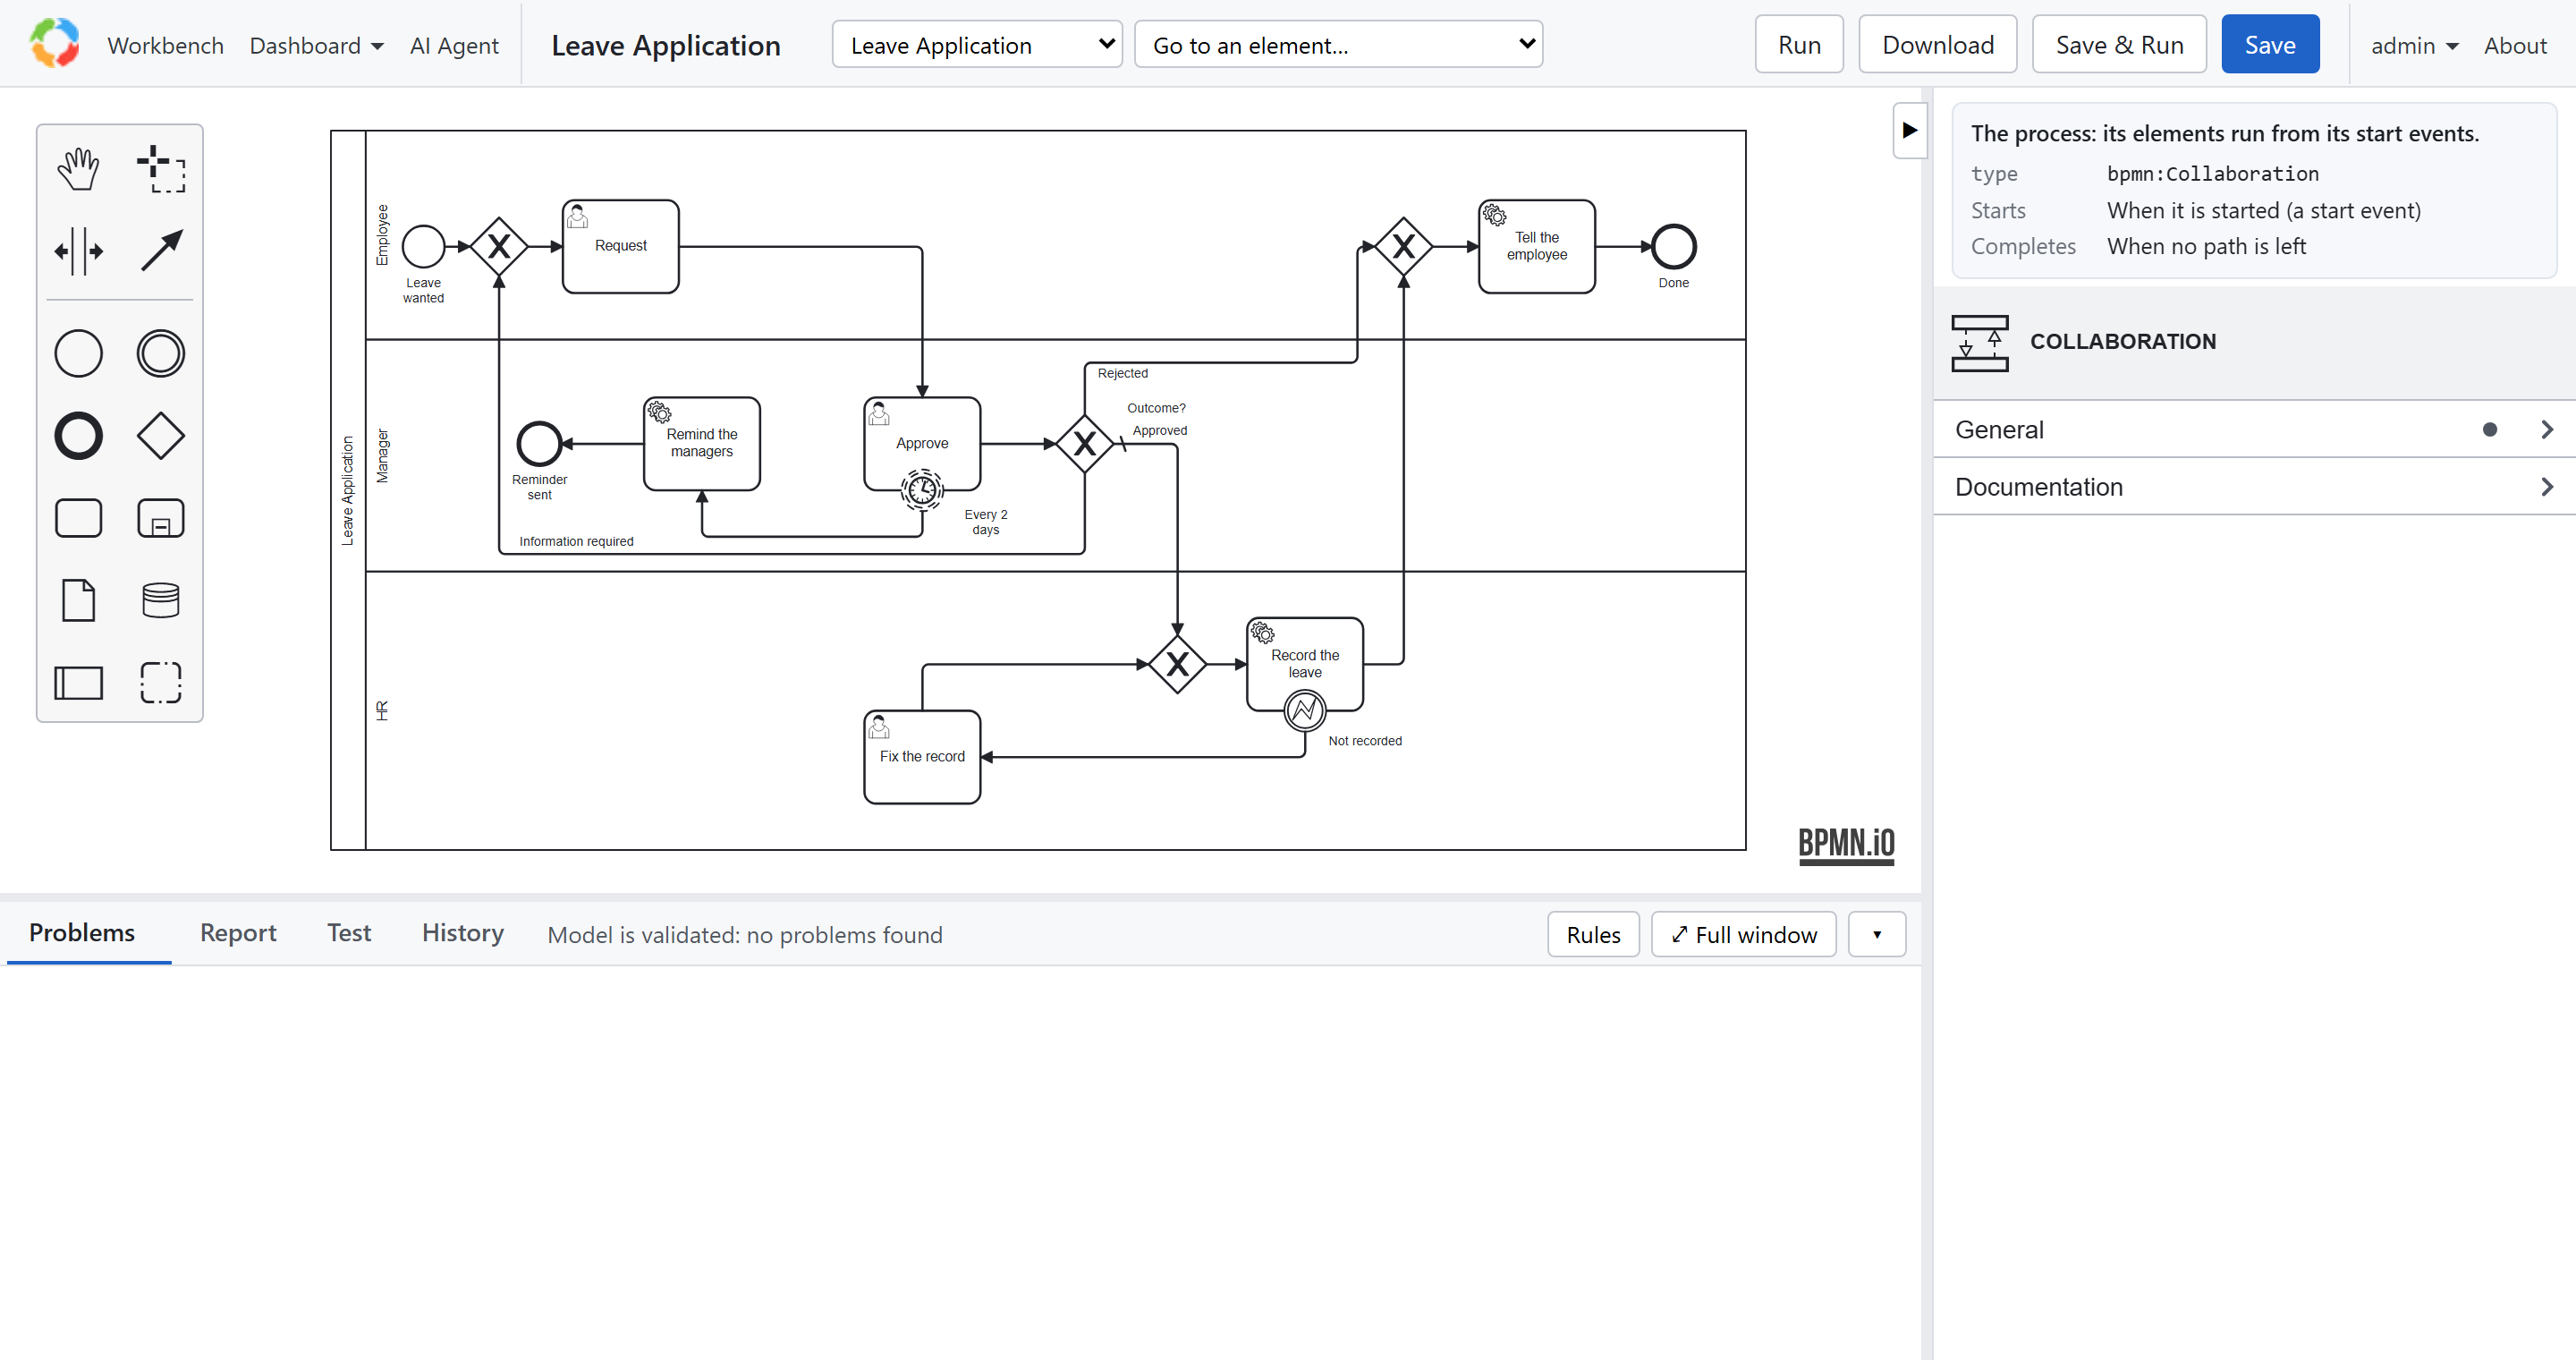 Workbench Dashboard AI Agent Leave Application Leave Application Go to an element... Run Download Save & Run Save admin About
The process: its elements run from its start events.
type bpmn:Collaboration
Starts When it is started (a start event)
Completes When no path is left
COLLABORATION
General
Documentation
Leave Application
Employee
Leave
wanted
X
Request
X
Tell the
employee
Done
Manager
Rejected
Outcome?
Approved
Reminder
sent
Remind the
managers
Approve
X
Every 2
days
Information required
HR
X
Record the
leave
Not recorded
Fix the record
BPMN.iO
Problems Report Test History Model is validated: no problems found Rules Full window